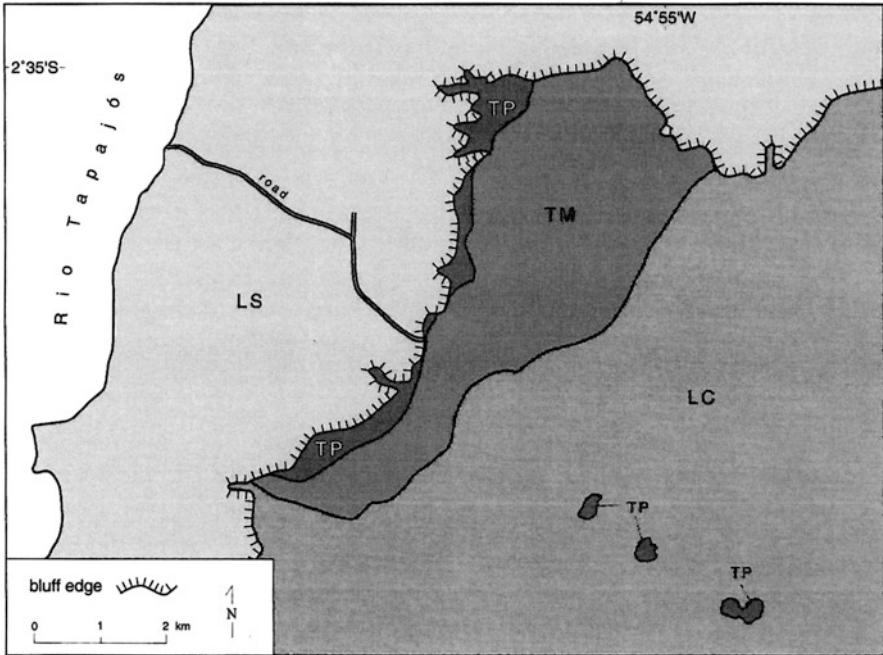 54°55'W
2°35'S
Rio Tapajós
TP
road
TM
LS
LC
TP
TP
TP
bluff edge
N
0 1 2 km